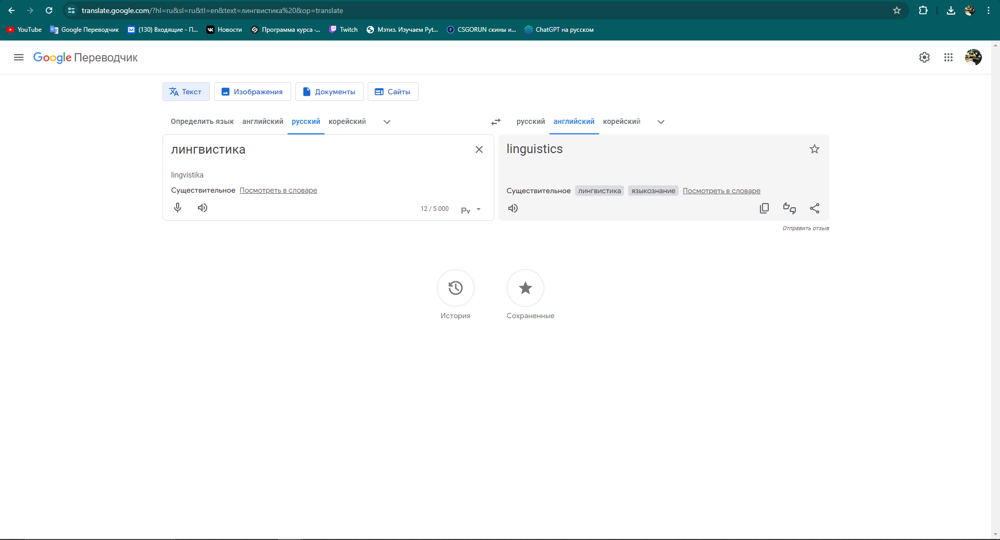 translate.google.com/?hl=ru&sl=ru&tl=en&text=лингвистика%20&op=translate
YouTube Google Переводчик (130) Входящие - П... Новости Программа курса ·... Twitch Мэтиз. Изучаем Pyt... CSGORUN скины и... ChatGPT на русском
Google Переводчик
Текст Изображения Документы Сайты
Определить язык английский русский корейский русский английский корейский
лингвистика linguistics
lingvistika
Существительное Посмотреть в словаре Существительное лингвистика языкознание Посмотреть в словаре
12 / 5 000 Ру
Отправить отзыв
История Сохраненные